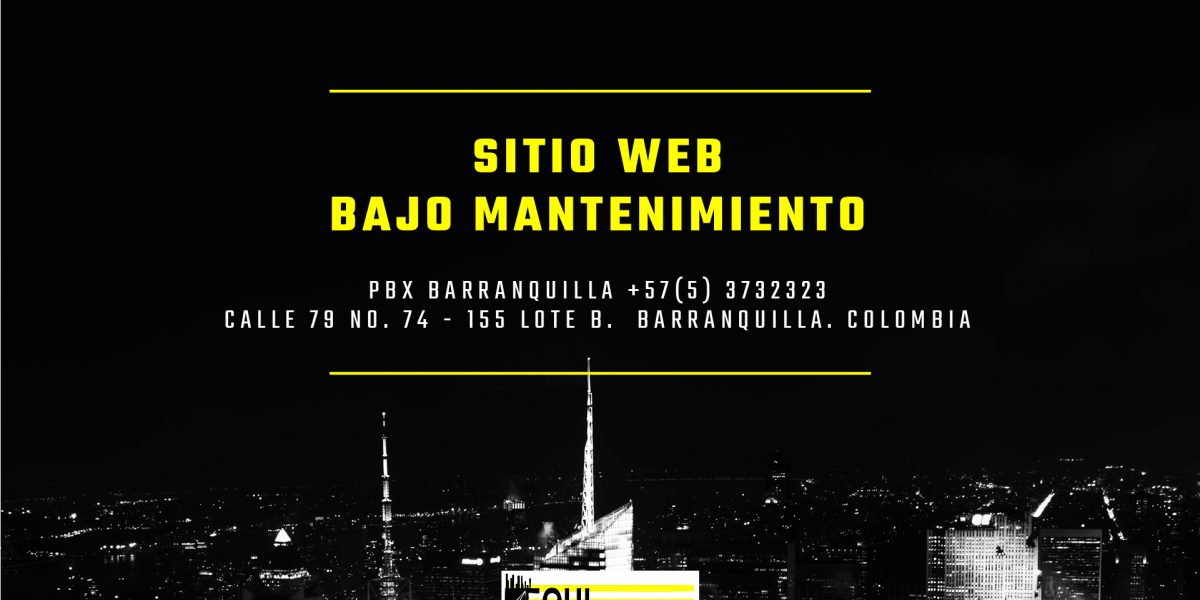 SITIO WEB
BAJO MANTENIMIENTO
PBX BARRANQUILLA +57(5) 3732323
CALLE 79 NO. 74 - 155 LOTE B. BARRANQUILLA. COLOMBIA